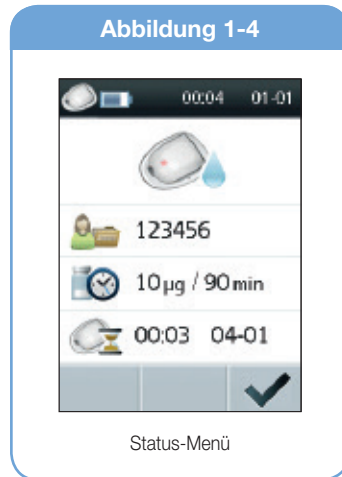 Abbildung 1-4
00:04 01-01
123456
10µg / 90min
00:03 04-01
Status-Menü